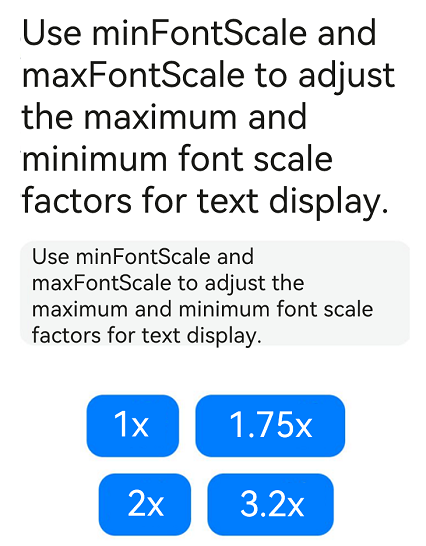 Use minFontScale and
maxFontScale to adjust
the maximum and
minimum font scale
factors for text display.
Use minFontScale and
maxFontScale to adjust the
maximum and minimum font scale
factors for text display.
1x
1.75x
2x
3.2x